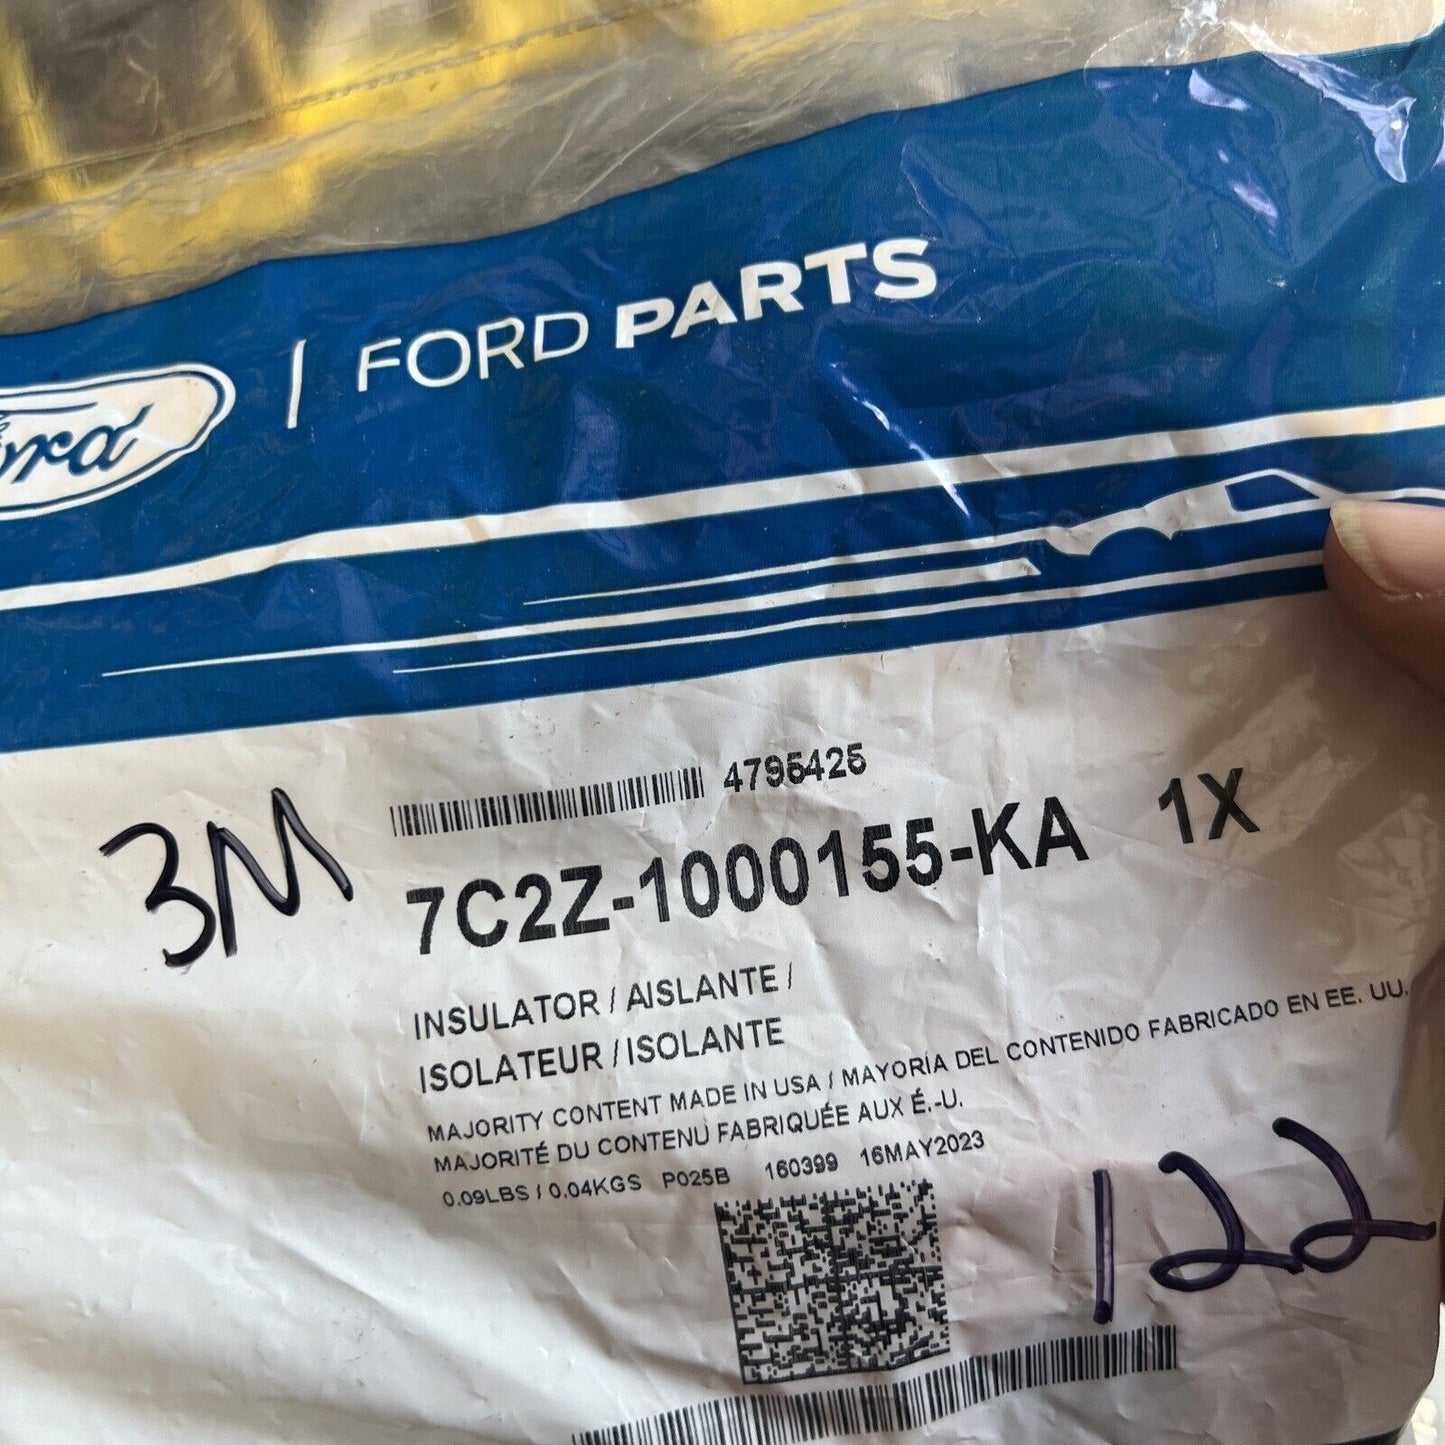 Ford | FORD PARTS
4795425
3M
7C2Z-1000155-KA 1X
INSULATOR / AISLANTE /
ISOLATEUR / ISOLANTE
MAJORITY CONTENT MADE IN USA / MAYORÍA DEL CONTENIDO FABRICADO EN EE. UU.
MAJORITÉ DU CONTENU FABRIQUÉE AUX É.-U.
0.09LBS / 0.04KGS P025B 160399 16MAY2023
122